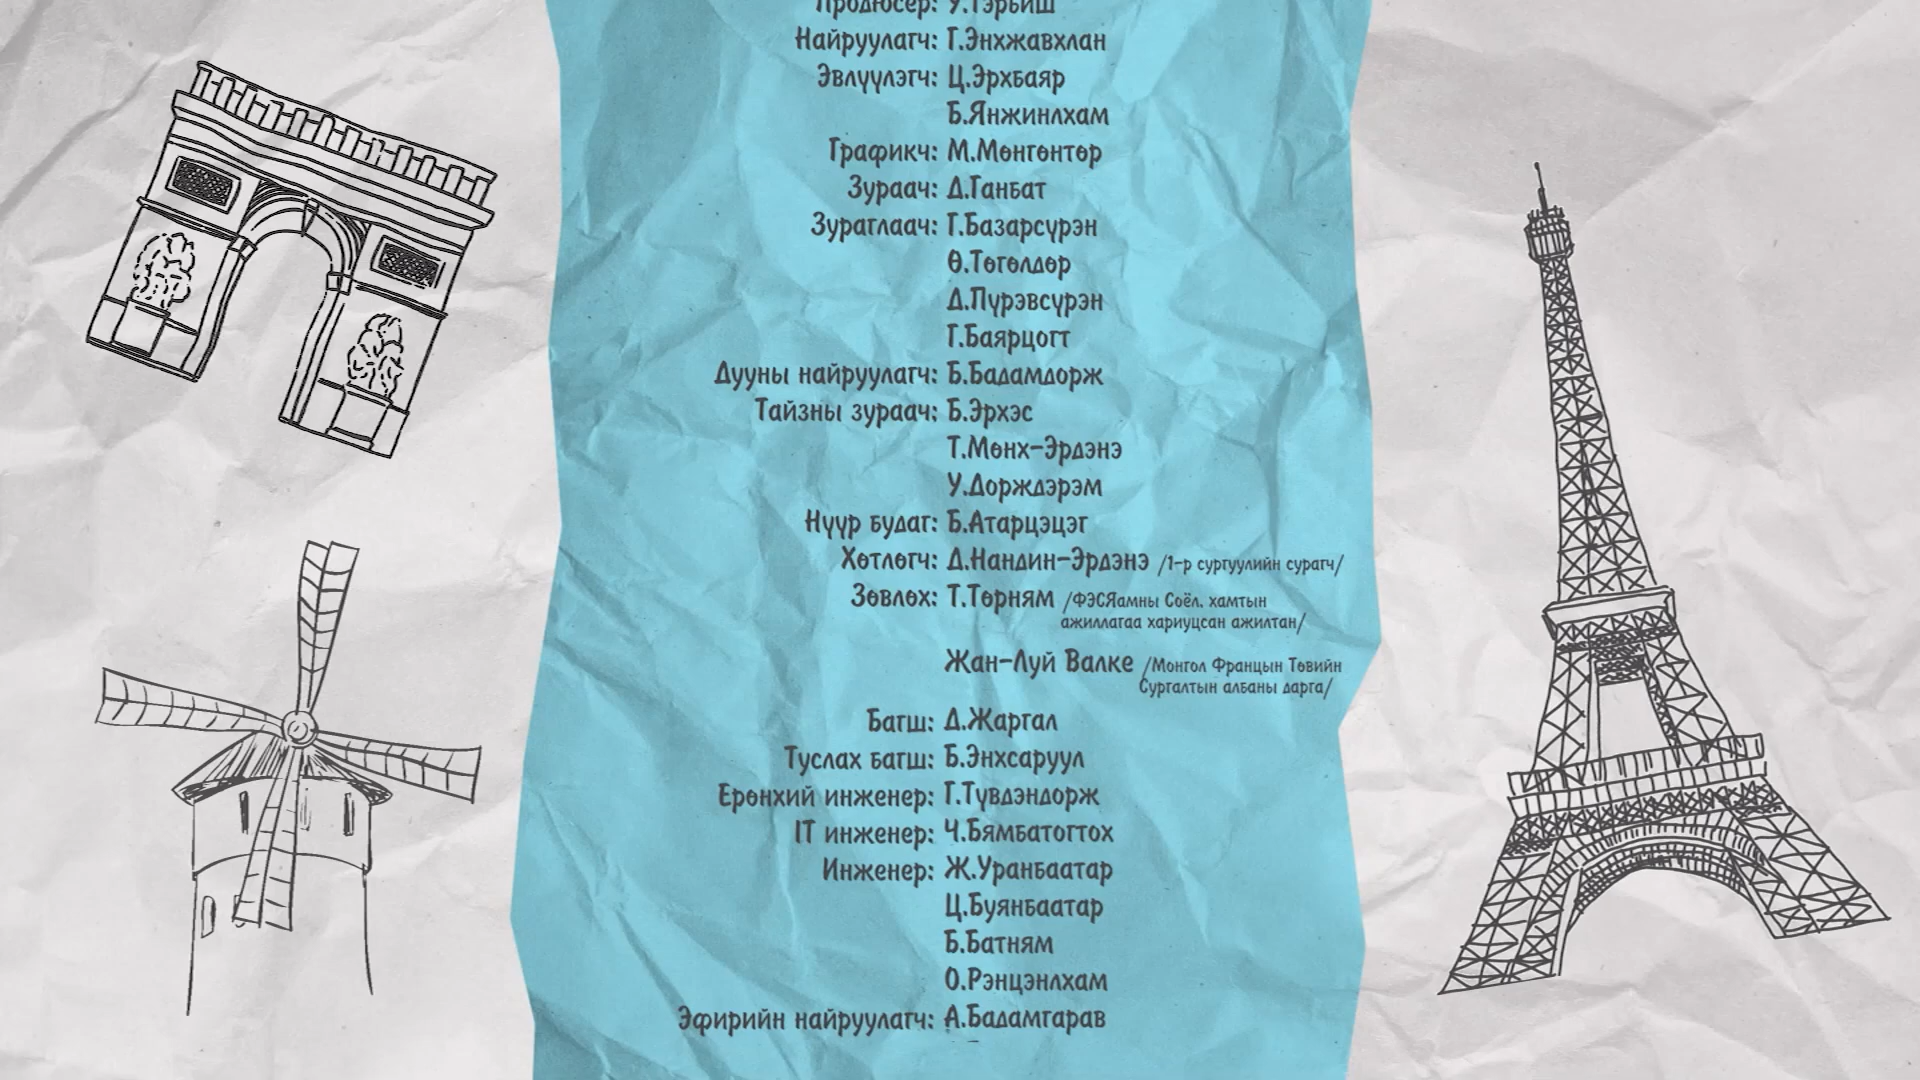 Продюсер: У.Тэрбиш
Найруулагч: Г.Энхжавхлан
Эвлүүлэгч: Ц.Эрхбаяр
Б.Янжинлхам
Графикч: М.Мөнгөнтөр
Зураач: Д.Ганбат
Зураглаач: Г.Базарсүрэн
Ө.Төгөлдөр
Д.Пүрэвсүрэн
Г.Баярцогт
Дууны найруулагч: Б.Бадамдорж
Тайзны зураач: Б.Эрхэс
Т.Мөнх-Эрдэнэ
У.Дорждэрэм
Нүүр будаг: Б.Атарцэцэг
Хөтлөгч: Д.Нандин-Эрдэнэ /1-р сургуулийн сурагч/
Зөвлөх: Т.Төрням /ФЭСЯамны Соёл, хамтын
ажиллагаа хариуцсан ажилтан/
Жан-Луй Валке /Монгол Францын Төвийн
Сургалтын албаны дарга/
Багш: Д.Жаргал
Туслах багш: Б.Энхсаруул
Ерөнхий инженер: Г.Түвдэндорж
IT инженер: Ч.Бямбатогтох
Инженер: Ж.Уранбаатар
Ц.Буянбаатар
Б.Батням
О.Рэнцэнлхам
Эфирийн найруулагч: А.Бадамгарав